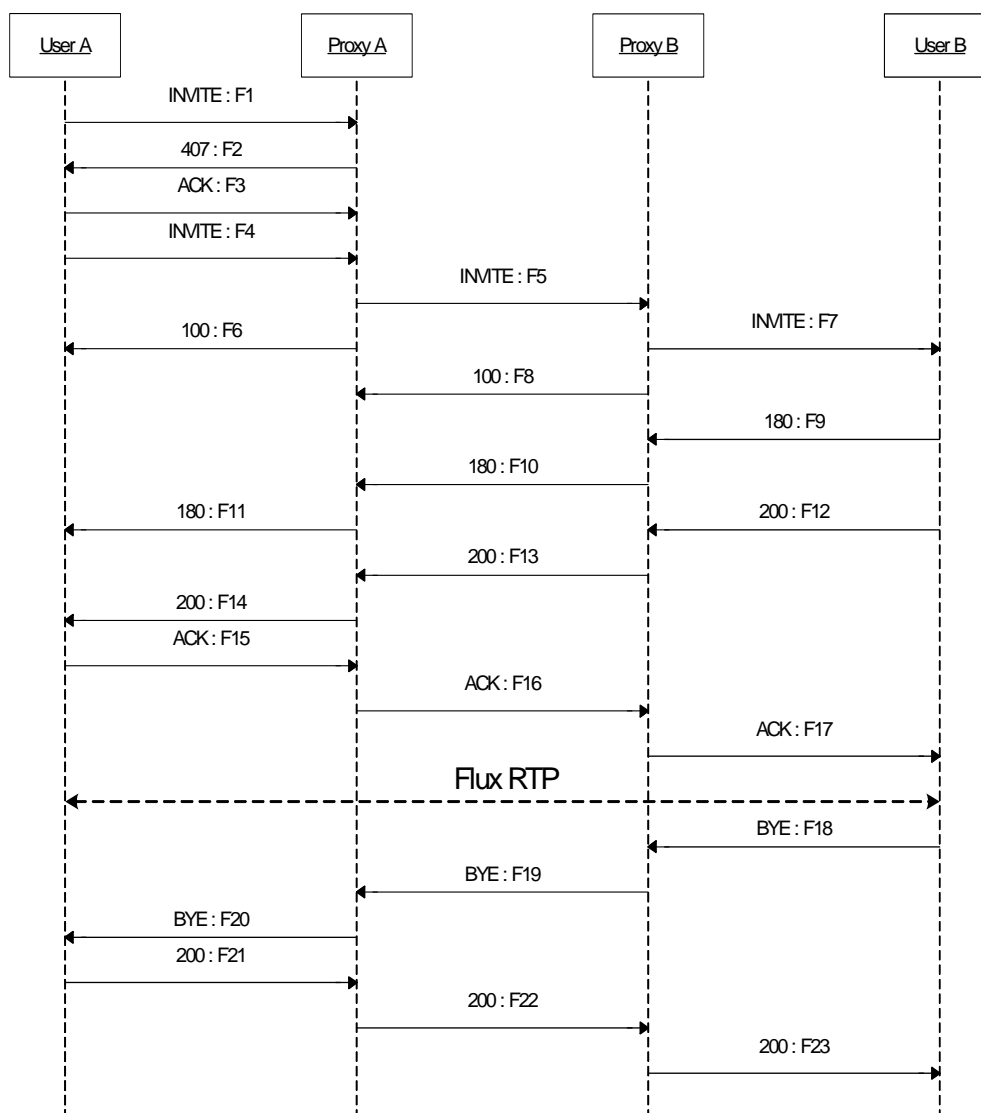 User A
Proxy A
Proxy B
User B
INVITE : F1
407 : F2
ACK : F3
INVITE : F4
INVITE : F5
100 : F6
INVITE : F7
100 : F8
180 : F9
180 : F10
180 : F11
200 : F12
200 : F13
200 : F14
ACK : F15
ACK : F16
ACK : F17
Flux RTP
BYE : F18
BYE : F19
BYE : F20
200 : F21
200 : F22
200 : F23